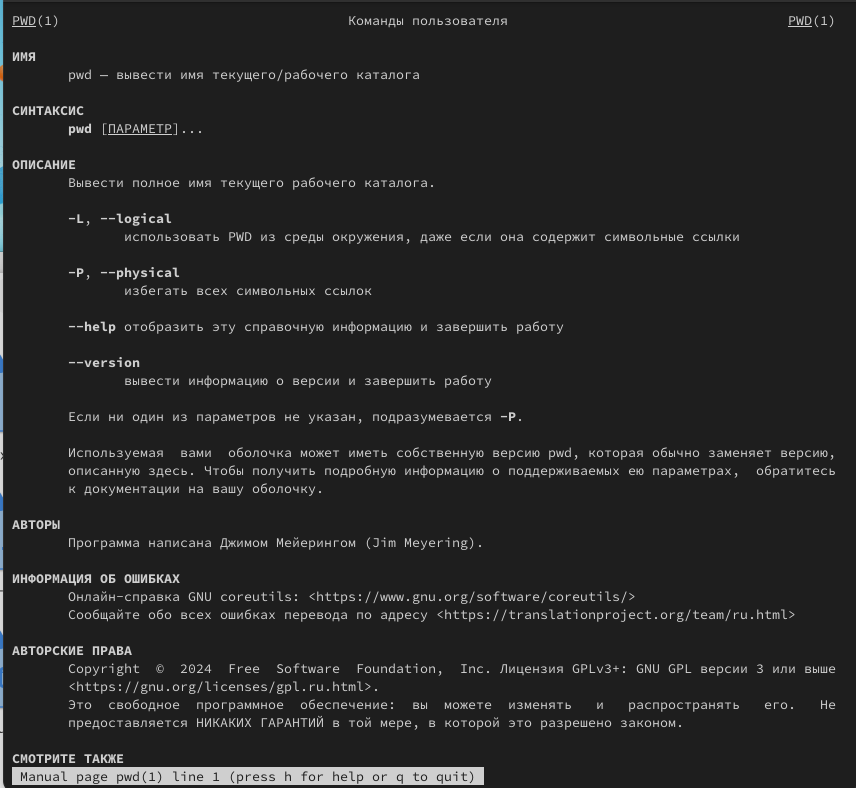 PWD(1) Команды пользователя PWD(1)
ИМЯ
pwd — вывести имя текущего/рабочего каталога
СИНТАКСИС
pwd [ПАРАМЕТР]...
ОПИСАНИЕ
Вывести полное имя текущего рабочего каталога.
-L, --logical
использовать PWD из среды окружения, даже если она содержит символьные ссылки
-P, --physical
избегать всех символьных ссылок
--help отобразить эту справочную информацию и завершить работу
--version
вывести информацию о версии и завершить работу
Если ни один из параметров не указан, подразумевается -P.
Используемая вами оболочка может иметь собственную версию pwd, которая обычно заменяет версию,
описанную здесь. Чтобы получить подробную информацию о поддерживаемых ею параметрах, обратитесь
к документации на вашу оболочку.
АВТОРЫ
Программа написана Джимом Мейерингом (Jim Meyering).
ИНФОРМАЦИЯ ОБ ОШИБКАХ
Онлайн-справка GNU coreutils: <https://www.gnu.org/software/coreutils/>
Сообщайте обо всех ошибках перевода по адресу <https://translationproject.org/team/ru.html>
АВТОРСКИЕ ПРАВА
Copyright © 2024 Free Software Foundation, Inc. Лицензия GPLv3+: GNU GPL версии 3 или выше
<https://gnu.org/licenses/gpl.ru.html>.
Это свободное программное обеспечение: вы можете изменять и распространять его. Не
предоставляется НИКАКИХ ГАРАНТИЙ в той мере, в которой это разрешено законом.
СМОТРИТЕ ТАКЖЕ
Manual page pwd(1) line 1 (press h for help or q to quit)